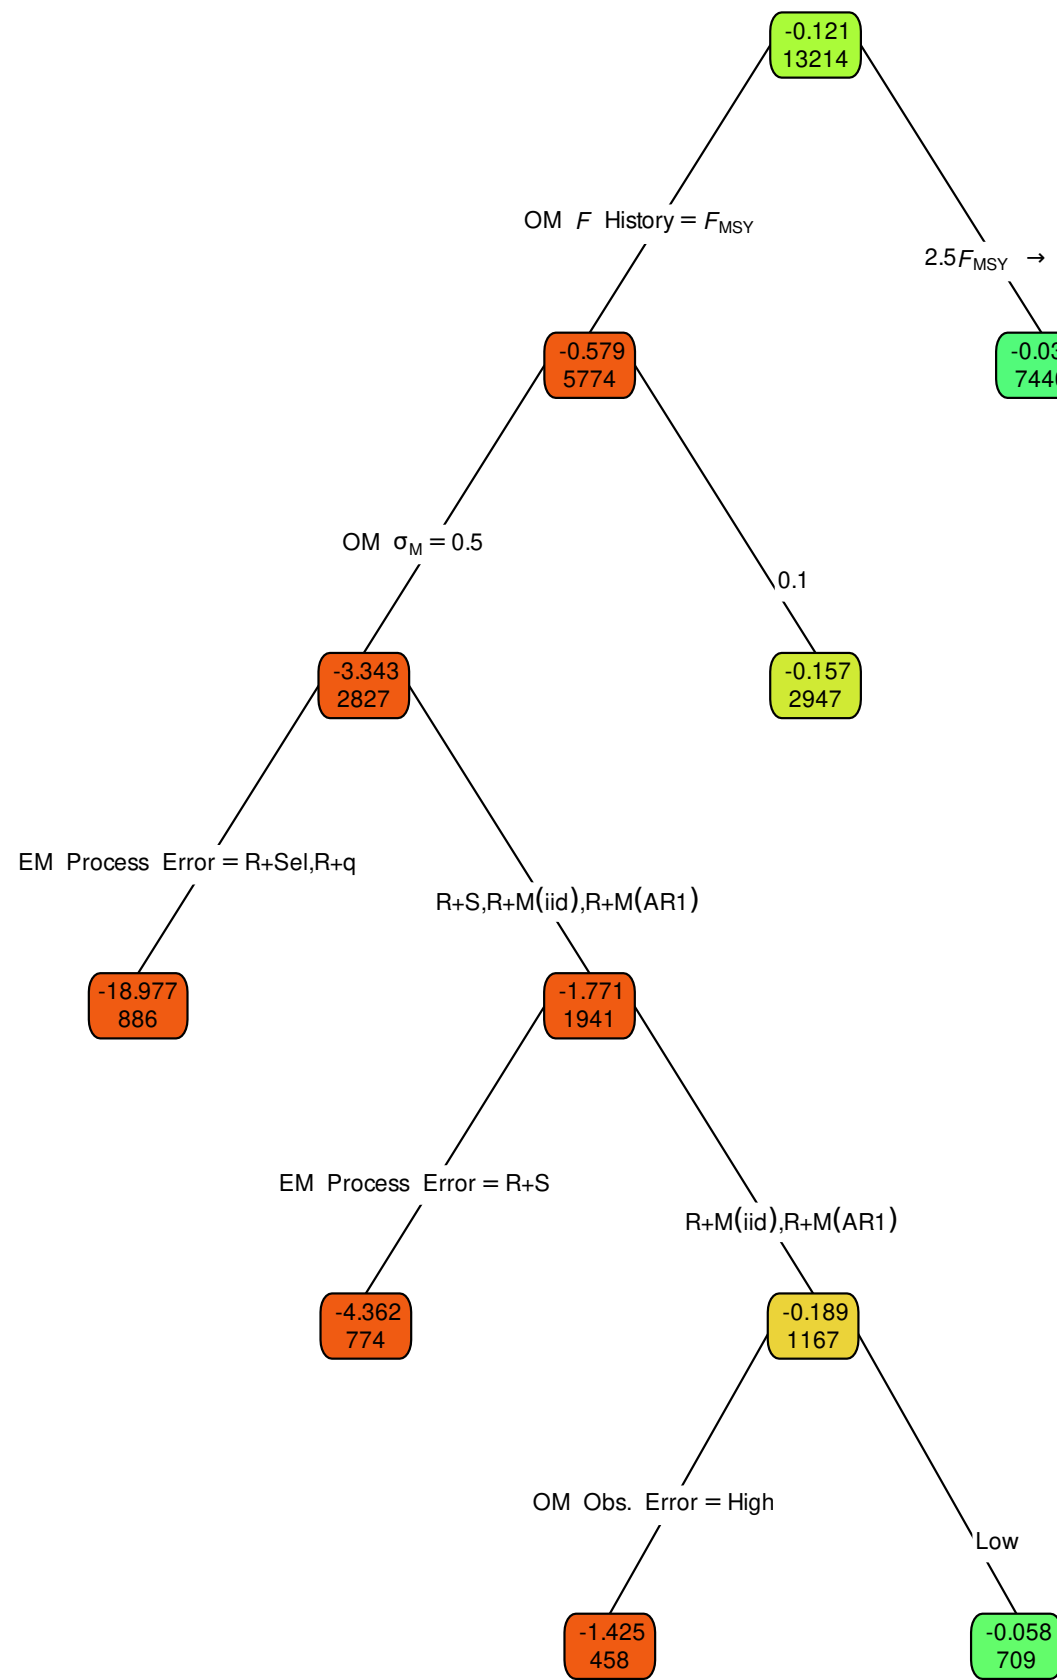 -0.121
13214
OM F History = FMSY
2.5FMSY →
-0.579
5774
-0.03
744
OM σM = 0.5
0.1
-3.343
2827
-0.157
2947
EM Process Error = R+Sel,R+q
R+S,R+M(iid),R+M(AR1)
-18.977
886
-1.771
1941
EM Process Error = R+S
R+M(iid),R+M(AR1)
-4.362
774
-0.189
1167
OM Obs. Error = High
Low
-1.425
458
-0.058
709